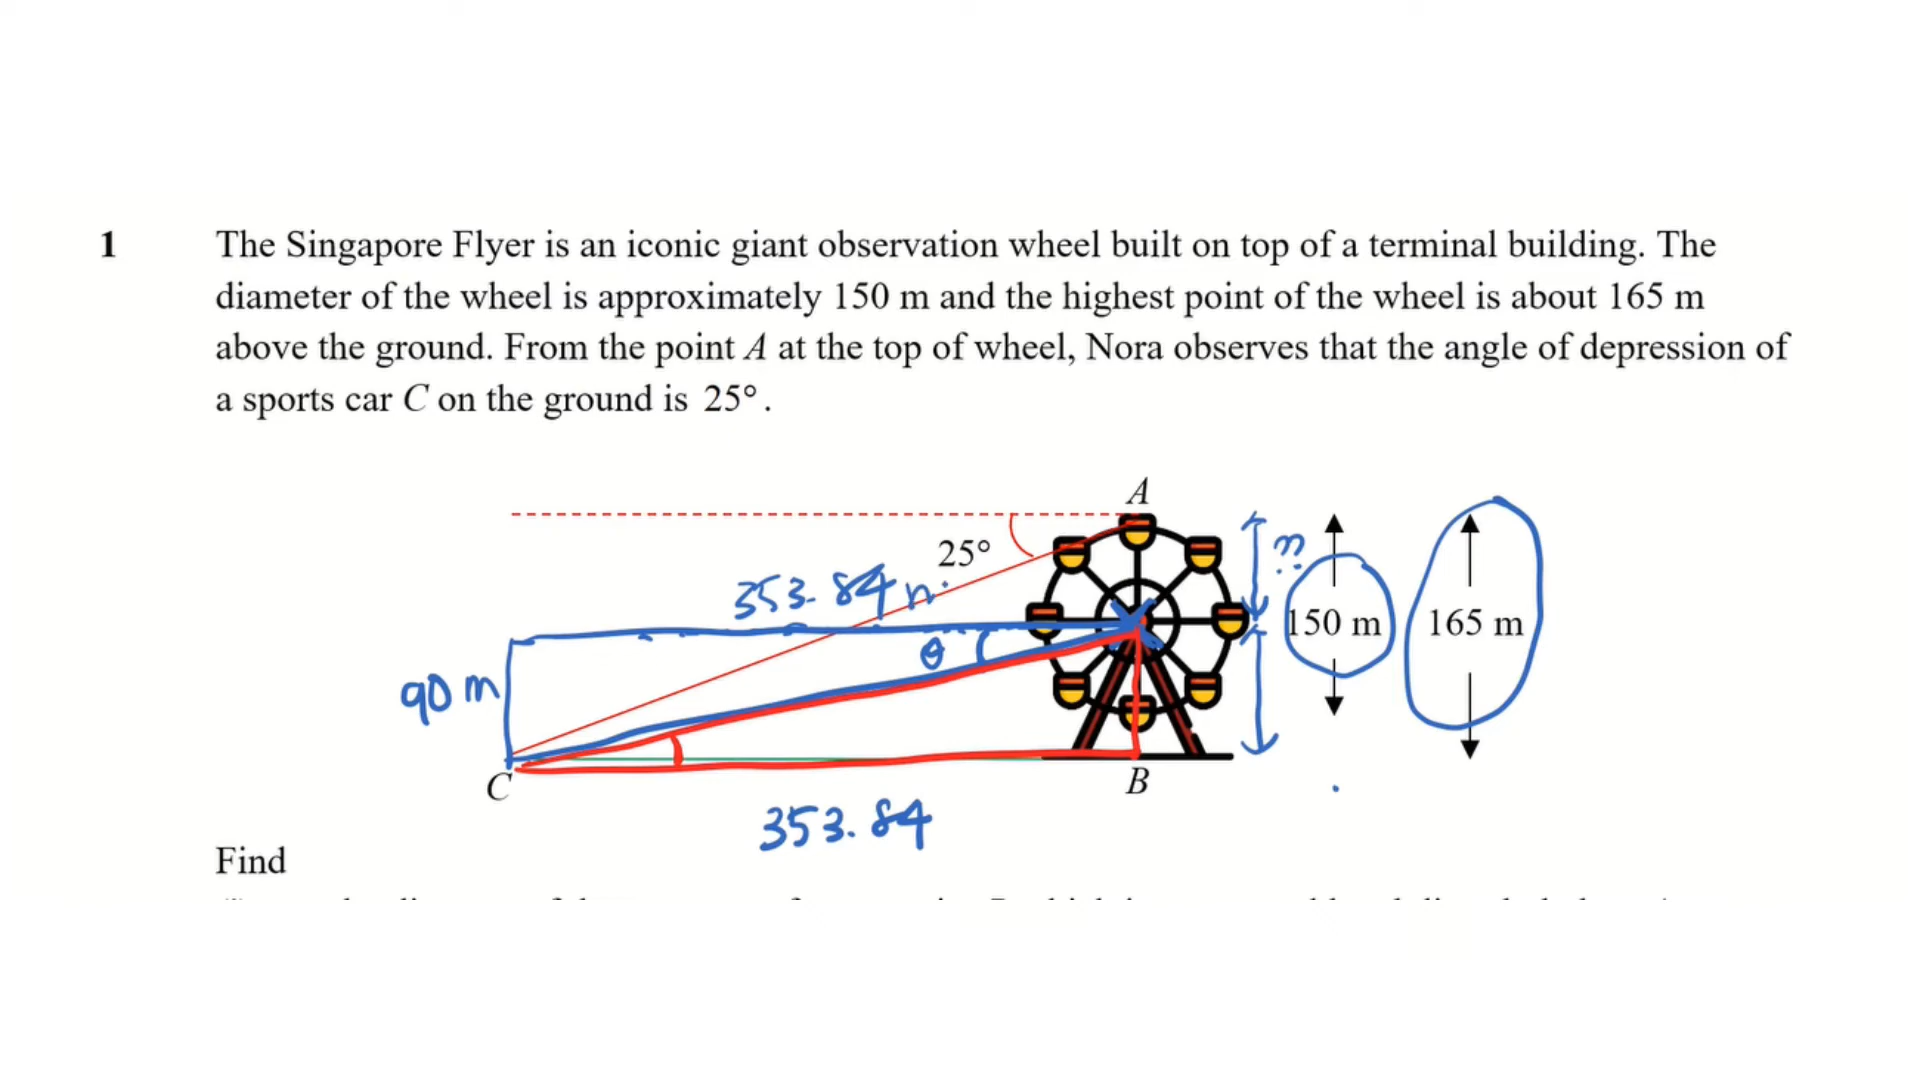 1 The Singapore Flyer is an iconic giant observation wheel built on top of a terminal building. The
diameter of the wheel is approximately 150 m and the highest point of the wheel is about 165 m
above the ground. From the point A at the top of wheel, Nora observes that the angle of depression of
a sports car C on the ground is 25°.
A
25°
??
353.84 m
θ
150 m
165 m
90 m
C
B
353.84
Find